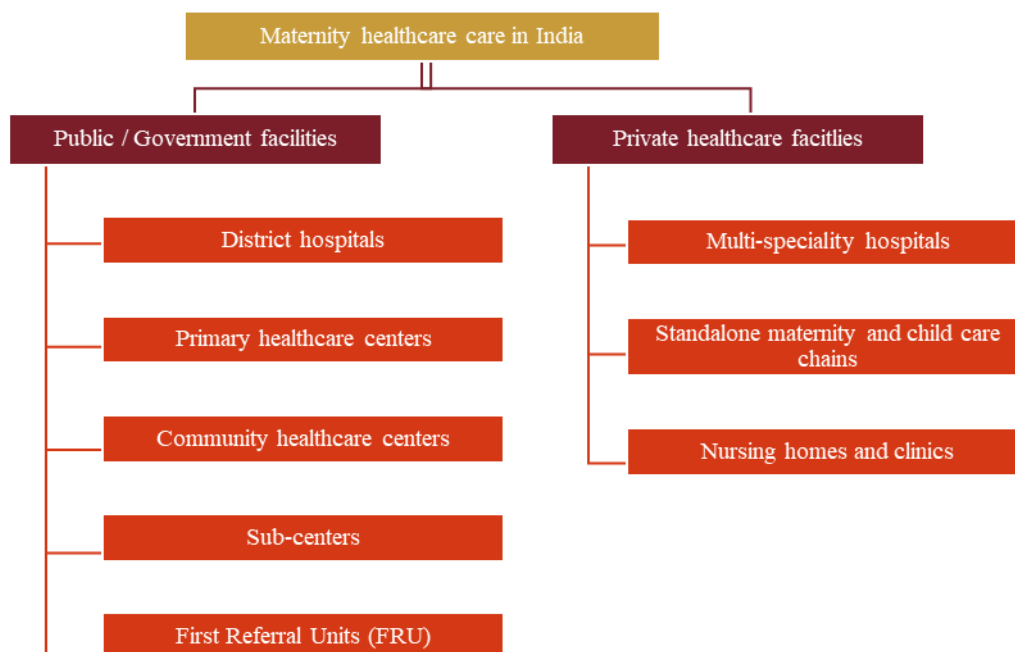 Maternity healthcare care in India
Public / Government facilities
Private healthcare facitlies
District hospitals
Primary healthcare centers
Community healthcare centers
Sub-centers
First Referral Units (FRU)
Multi-speciality hospitals
Standalone maternity and child care
chains
Nursing homes and clinics